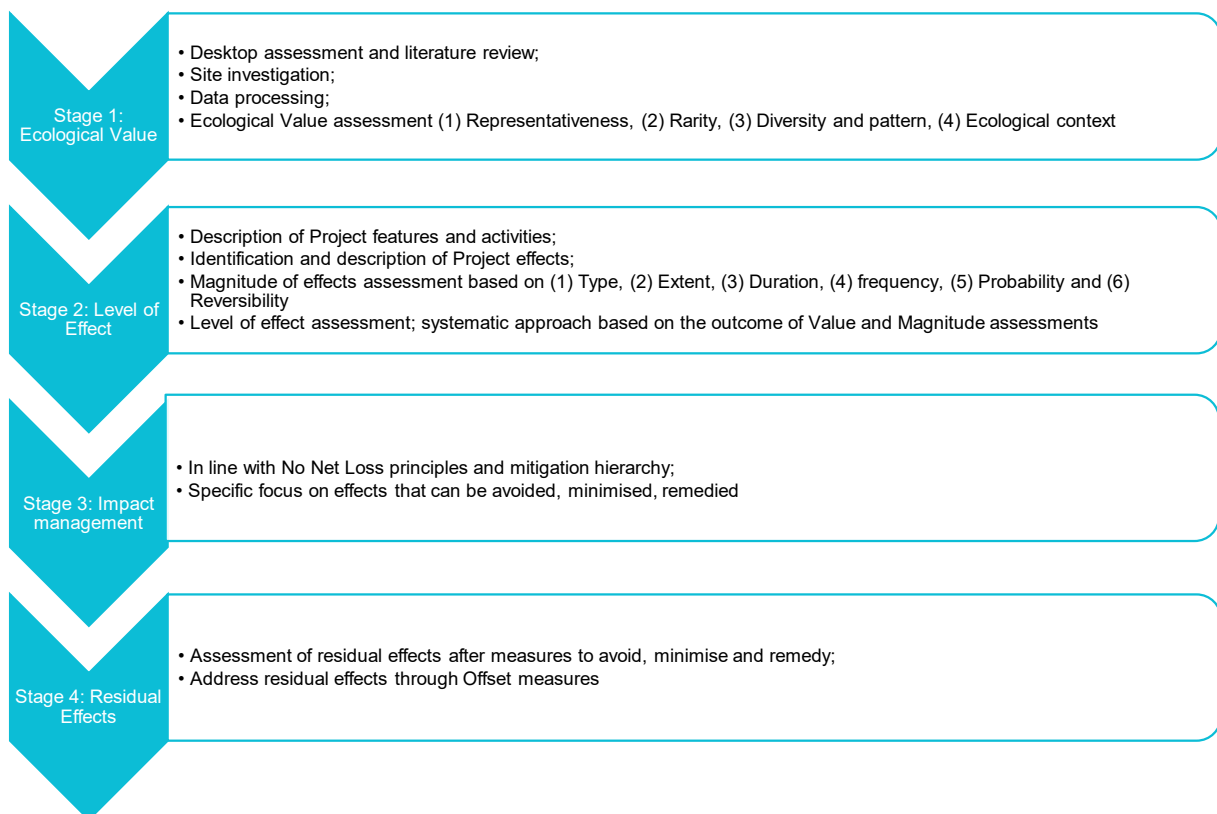 Stage 1:
Ecological Value
• Desktop assessment and literature review;
• Site investigation;
• Data processing;
• Ecological Value assessment (1) Representativeness, (2) Rarity, (3) Diversity and pattern, (4) Ecological context
Stage 2: Level of
Effect
• Description of Project features and activities;
• Identification and description of Project effects;
• Magnitude of effects assessment based on (1) Type, (2) Extent, (3) Duration, (4) frequency, (5) Probability and (6)
Reversibility
• Level of effect assessment; systematic approach based on the outcome of Value and Magnitude assessments
Stage 3: Impact
management
• In line with No Net Loss principles and mitigation hierarchy;
• Specific focus on effects that can be avoided, minimised, remedied
Stage 4: Residual
Effects
• Assessment of residual effects after measures to avoid, minimise and remedy;
• Address residual effects through Offset measures